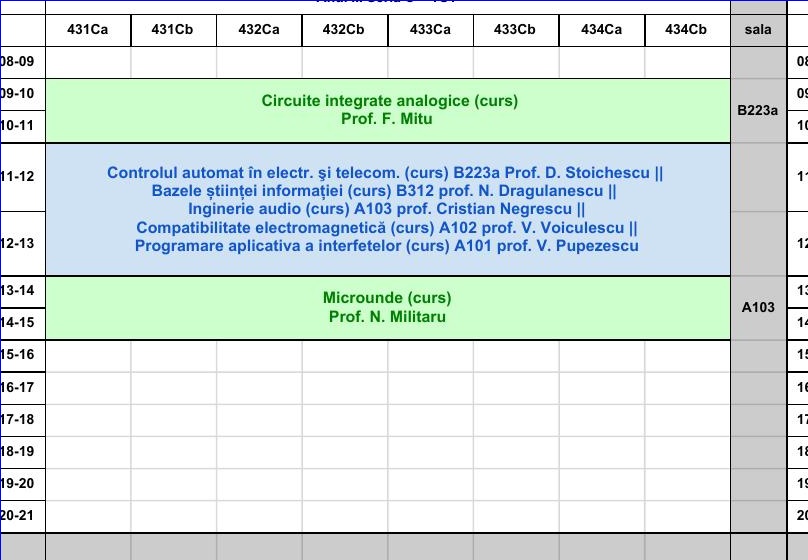 431Ca 431Cb 432Ca 432Cb 433Ca 433Cb 434Ca 434Cb sala
08-09 08
09-10 09
Circuite integrate analogice (curs)
Prof. F. Mitu
B223a
10-11 10
11-12 11
Controlul automat în electr. şi telecom. (curs) B223a Prof. D. Stoichescu ||
Bazele științei informației (curs) B312 prof. N. Dragulanescu ||
Inginerie audio (curs) A103 prof. Cristian Negrescu ||
Compatibilitate electromagnetică (curs) A102 prof. V. Voiculescu ||
Programare aplicativa a interfetelor (curs) A101 prof. V. Pupezescu
12-13 12
13-14 13
Microunde (curs)
Prof. N. Militaru
A103
14-15 14
15-16 15
16-17 16
17-18 17
18-19 18
19-20 19
20-21 20